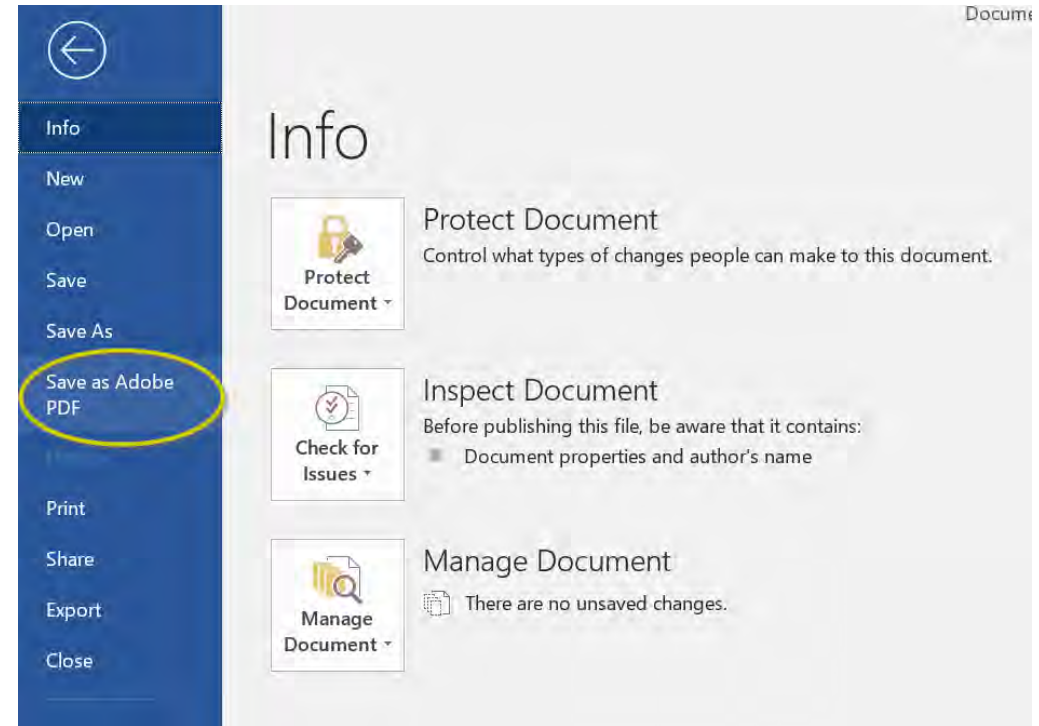 Docume
Info
New
Open
Save
Save As
Save as Adobe
PDF
Print
Share
Export
Close
Info
Protect
Document
Protect Document
Control what types of changes people can make to this document.
Check for
Issues
Inspect Document
Before publishing this file, be aware that it contains:
Document properties and author's name
Manage
Document
Manage Document
There are no unsaved changes.